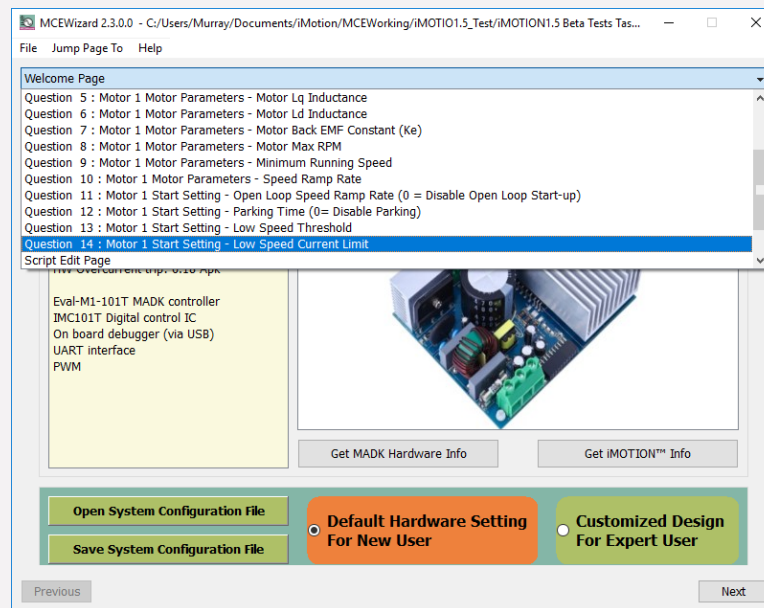 MCEWizard 2.3.0.0 - C:/Users/Murray/Documents/iMotion/MCEWorking/iMOTIO1.5_Test/iMOTION1.5 Beta Tests Tas...
File Jump Page To Help
Welcome Page
Question 5 : Motor 1 Motor Parameters - Motor Lq Inductance
Question 6 : Motor 1 Motor Parameters - Motor Ld Inductance
Question 7 : Motor 1 Motor Parameters - Motor Back EMF Constant (Ke)
Question 8 : Motor 1 Motor Parameters - Motor Max RPM
Question 9 : Motor 1 Motor Parameters - Minimum Running Speed
Question 10 : Motor 1 Motor Parameters - Speed Ramp Rate
Question 11 : Motor 1 Start Setting - Open Loop Speed Ramp Rate (0 = Disable Open Loop Start-up)
Question 12 : Motor 1 Start Setting - Parking Time (0= Disable Parking)
Question 13 : Motor 1 Start Setting - Low Speed Threshold
Question 14 : Motor 1 Start Setting - Low Speed Current Limit
Script Edit Page
HW Overcurrent trip: 6.16 Apk
Eval-M1-101T MADK controller
IMC101T Digital control IC
On board debugger (via USB)
UART interface
PWM
Get MADK Hardware Info
Get iMOTION™ Info
Open System Configuration File
Save System Configuration File
Default Hardware Setting
For New User
Customized Design
For Expert User
Previous
Next